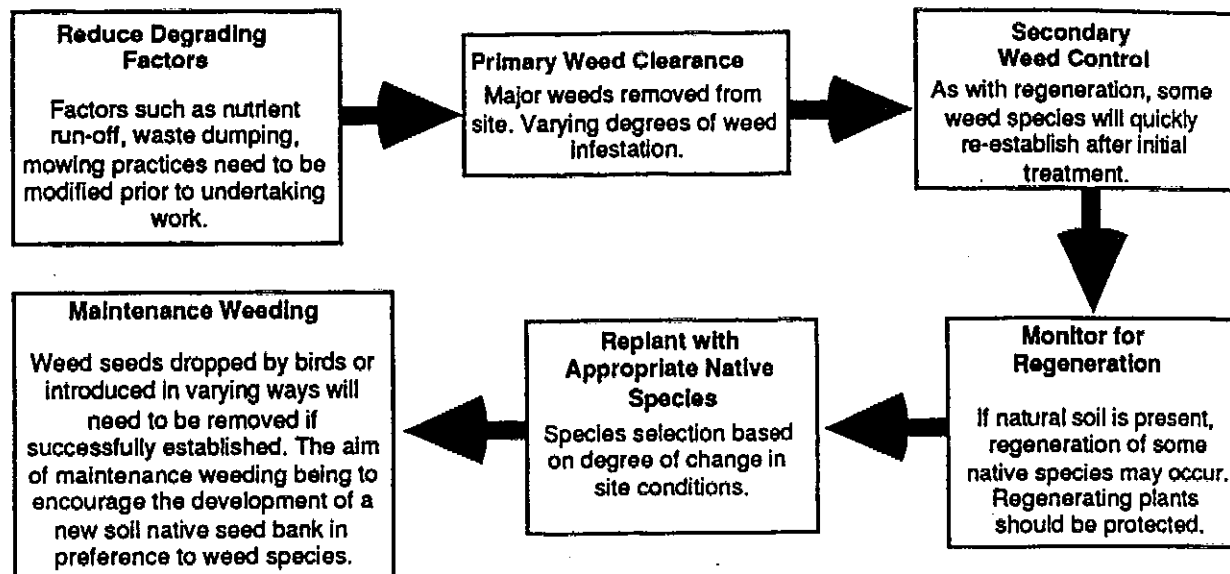 Reduce Degrading
Factors
Factors such as nutrient
run-off, waste dumping,
mowing practices need to be
modified prior to undertaking
work.
Primary Weed Clearance
Major weeds removed from
site. Varying degrees of weed
infestation.
Secondary
Weed Control
As with regeneration, some
weed species will quickly
re-establish after initial
treatment.
Monitor for
Regeneration
If natural soil is present,
regeneration of some
native species may occur.
Regenerating plants
should be protected.
Replant with
Appropriate Native
Species
Species selection based
on degree of change in
site conditions.
Maintenance Weeding
Weed seeds dropped by birds or
introduced in varying ways will
need to be removed if
successfully established. The aim
of maintenance weeding being to
encourage the development of a
new soil native seed bank in
preference to weed species.